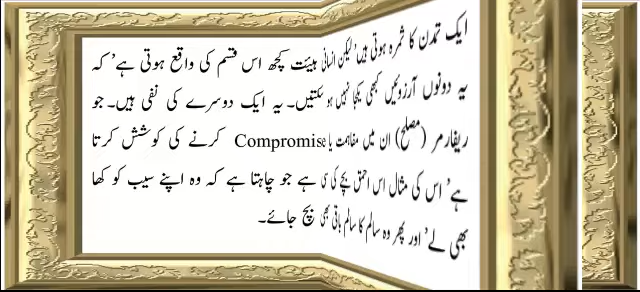 ایک تمدن کا ثمرہ ہوتی ہیں' لیکن انسانی ہیئت کچھ اس قسم کی واقع ہوتی ہے' کہ
یہ دونوں آرزوئیں کبھی یکجا نہیں ہو سکتیں۔ یہ ایک دوسرے کی نفی ہیں۔ جو
ریفارمر (مصلح) ان میں مفاہمت یا Compromise کرنے کی کوشش کرتا
ہے' اس کی مثال اس احمق بچے کی سی ہے جو چاہتا ہے کہ وہ اپنے سیب کو کھا
بھی لے' اور پھر وہ سالم کا سالم باقی بھی بچ جائے۔